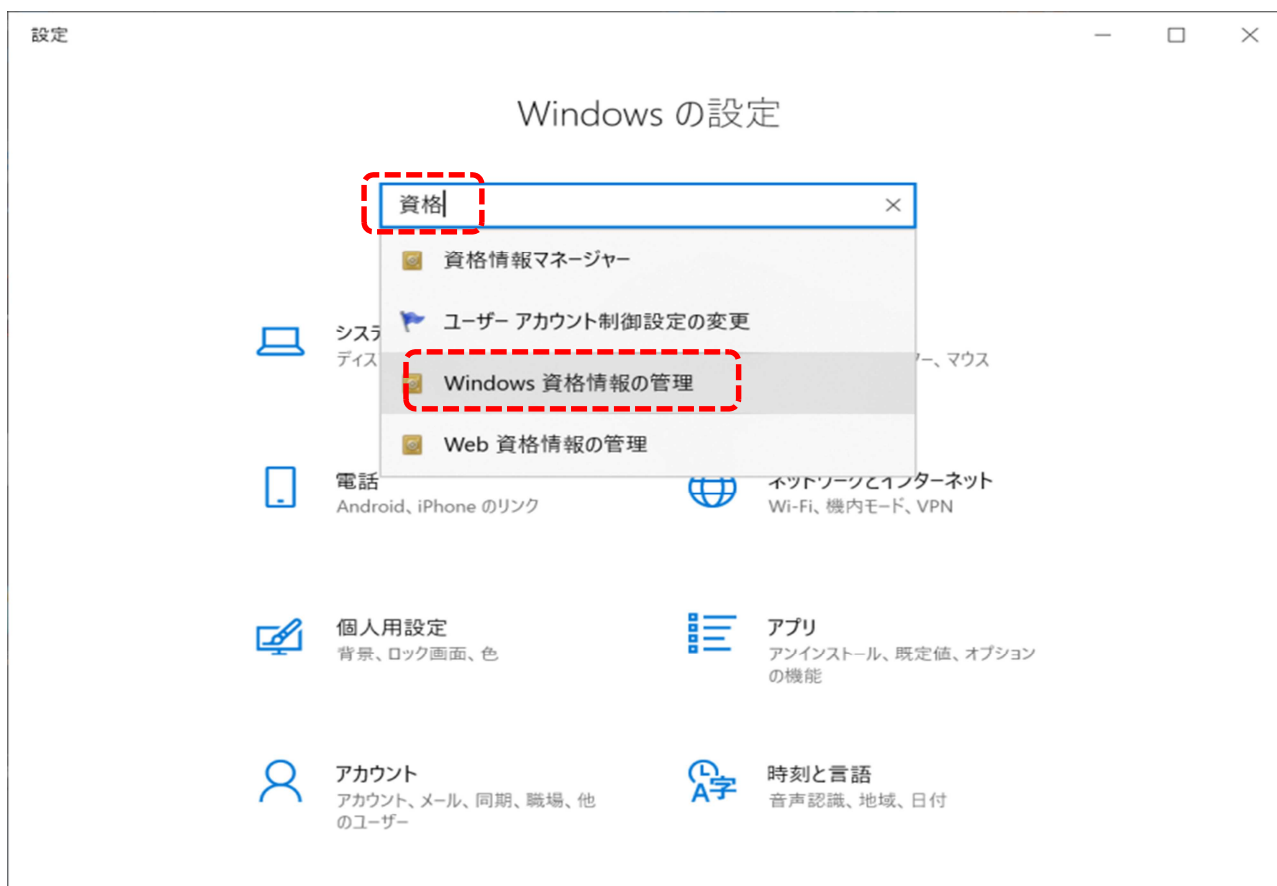 設定
Windows の設定
資格
資格情報マネージャー
ユーザー アカウント制御設定の変更
Windows 資格情報の管理
Web 資格情報の管理
システ
ディス
ー、マウス
電話
Android、iPhone のリンク
ネットワークとインターネット
Wi-Fi、機内モード、VPN
個人用設定
背景、ロック画面、色
アプリ
アンインストール、既定値、オプション
の機能
アカウント
アカウント、メール、同期、職場、他
のユーザー
時刻と言語
音声認識、地域、日付